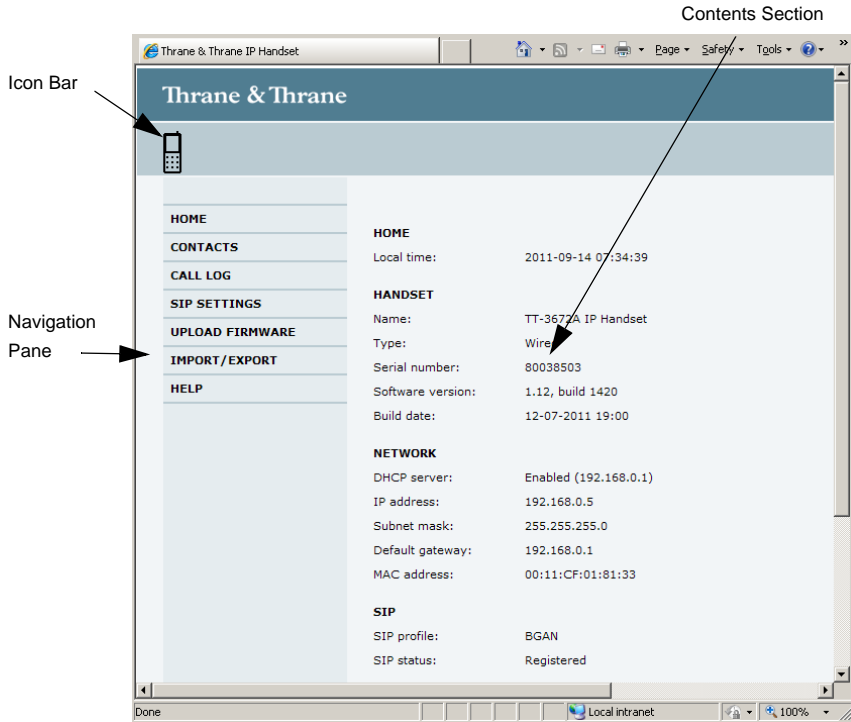 Contents Section
Thrane & Thrane IP Handset
Page Safety Tools »
Icon Bar
Thrane & Thrane
HOME
CONTACTS
CALL LOG
SIP SETTINGS
UPLOAD FIRMWARE
IMPORT/EXPORT
HELP
Navigation
Pane
HOME
Local time: 2011-09-14 07:34:39
HANDSET
Name: TT-3672A IP Handset
Type:
Serial number: 80038503
Software version: 1.12, build 1420
Build date: 12-07-2011 19:00
NETWORK
DHCP server: Enabled (192.168.0.1)
IP address: 192.168.0.5
Subnet mask: 255.255.255.0
Default gateway: 192.168.0.1
MAC address: 00:11:CF:01:81:33
SIP
SIP profile: BGAN
SIP status: Registered
Done Local intranet 100%